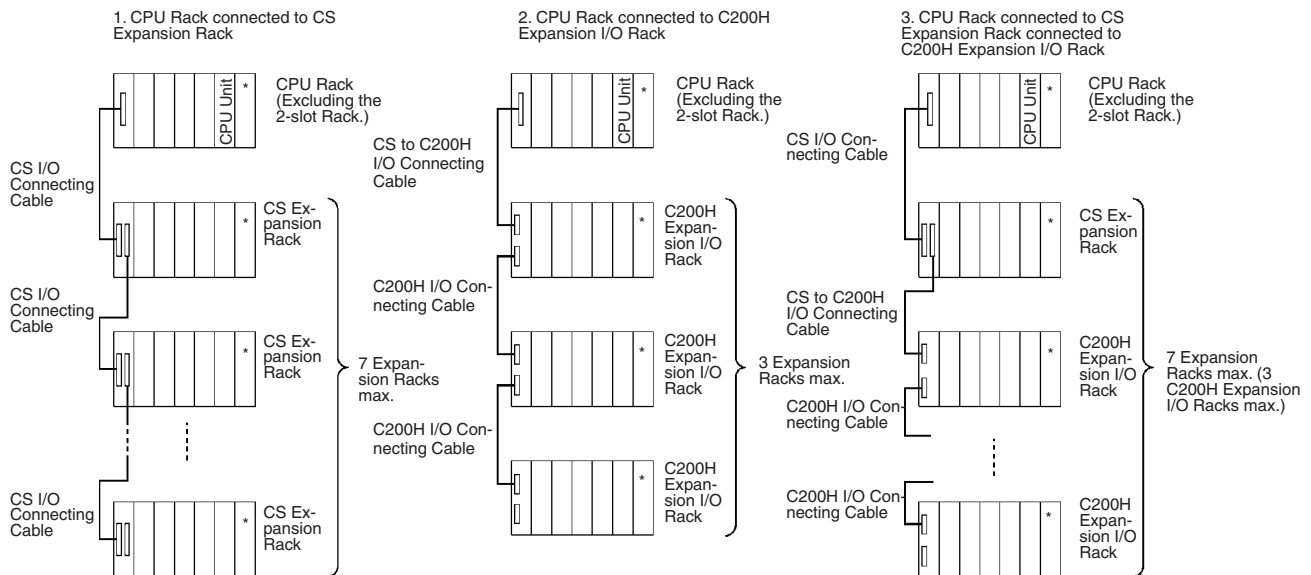 1. CPU Rack connected to CS
Expansion Rack
CPU Unit
*
CPU Rack
(Excluding the
2-slot Rack.)
CS I/O
Connecting
Cable
*
CS Ex-
pansion
Rack
CS I/O
Connecting
Cable
*
CS Ex-
pansion
Rack
7 Expan-
sion Racks
max.
CS I/O
Connecting
Cable
*
CS Ex-
pansion
Rack
2. CPU Rack connected to C200H
Expansion I/O Rack
CPU Unit
*
CPU Rack
(Excluding the
2-slot Rack.)
CS to C200H
I/O Connecting
Cable
*
C200H
Expan-
sion I/O
Rack
C200H I/O Con-
necting Cable
*
C200H
Expan-
sion I/O
Rack
3 Expansion
Racks max.
C200H I/O Con-
necting Cable
*
C200H
Expan-
sion I/O
Rack
3. CPU Rack connected to CS
Expansion Rack connected to
C200H Expansion I/O Rack
CPU Unit
*
CPU Rack
(Excluding the
2-slot Rack.)
CS I/O Con-
necting Cable
*
CS Ex-
pansion
Rack
CS to C200H
I/O Connecting
Cable
*
C200H
Expan-
sion I/O
Rack
7 Expansion
Racks max. (3
C200H Expansion
I/O Racks max.)
C200H I/O Con-
necting Cable
C200H I/O Con-
necting Cable
*
C200H
Expan-
sion I/O
Rack